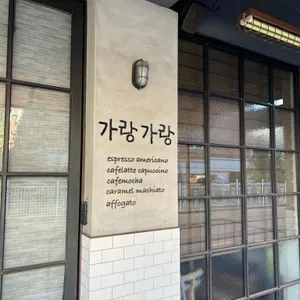 가랑가랑
espresso americano
cafelatte capuccino
cafemocha
caramel machiato
affogato